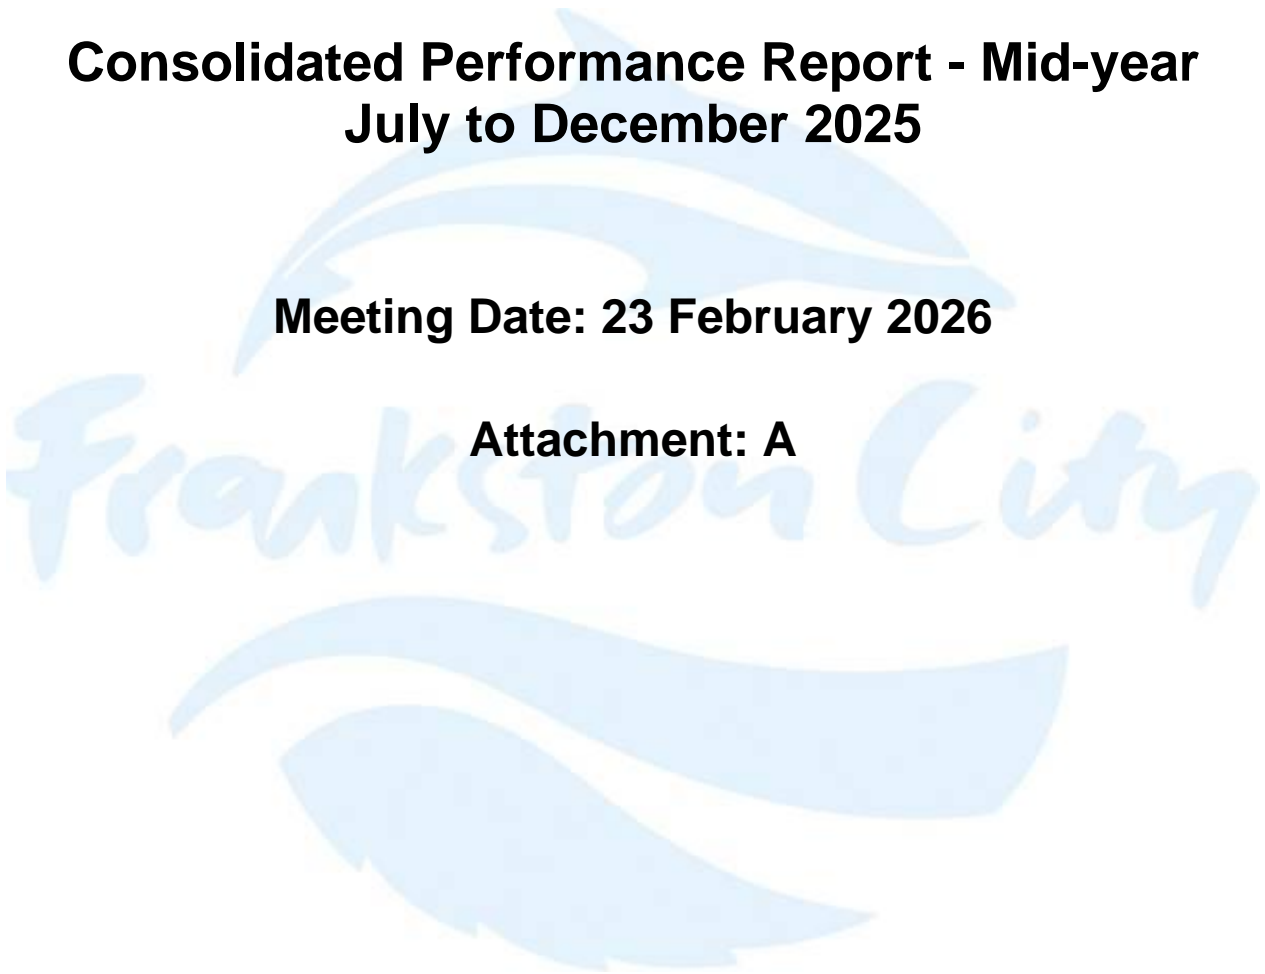 Consolidated Performance Report - Mid-year
July to December 2025
Meeting Date: 23 February 2026
Attachment: A
Frankston City